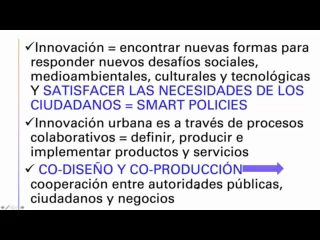 ✓Innovación = encontrar nuevas formas para
responder nuevos desafíos sociales,
medioambientales, culturales y tecnológicas
Y SATISFACER LAS NECESIDADES DE LOS
CIUDADANOS = SMART POLICIES
✓Innovación urbana es a través de procesos
colaborativos = definir, producir e
implementar productos y servicios
✓ CO-DISEÑO Y CO-PRODUCCIÓN
cooperación entre autoridades públicas,
ciudadanos y negocios